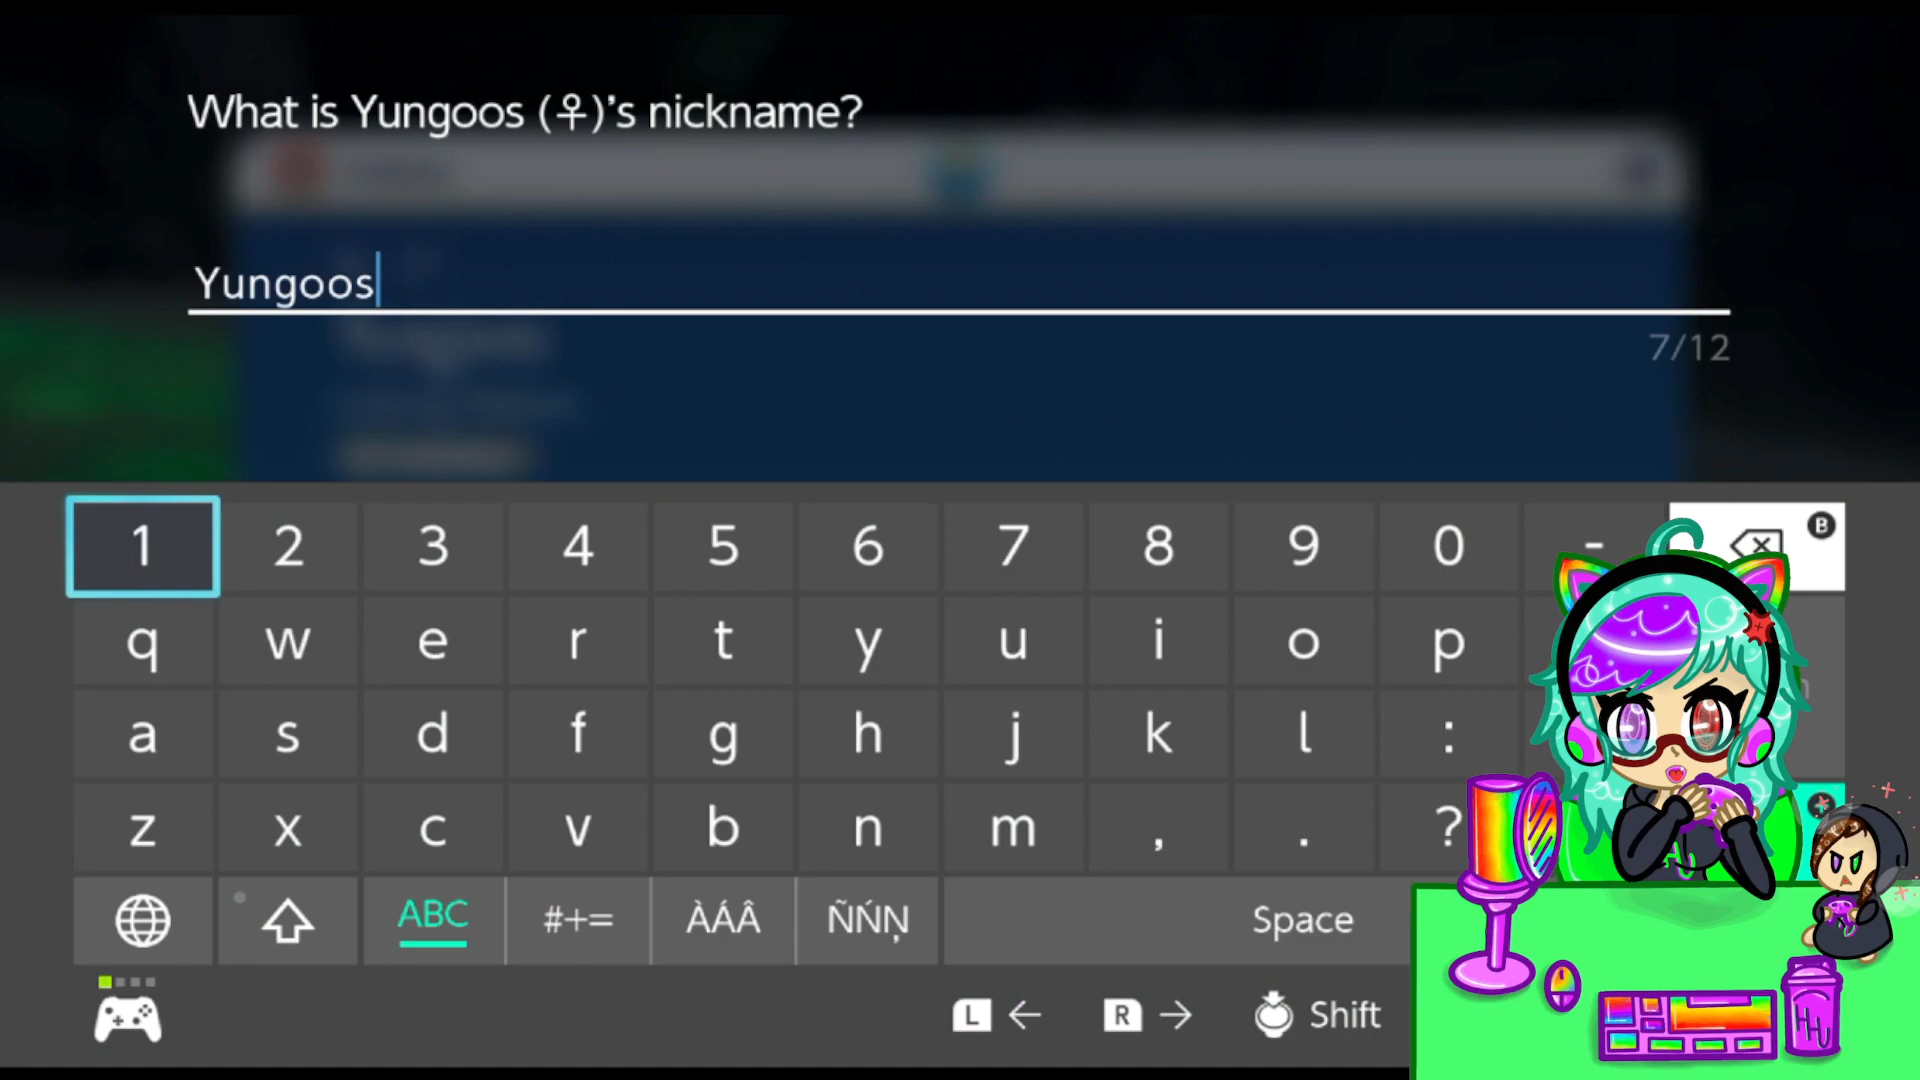 What is Yungoos (♀)'s nickname?
Yungoos
7/12
1 2 3 4 5 6 7 8 9 0 - B
q w e r t y u i o p
a s d f g h j k l :
z x c v b n m , . ?
ABC #+= ÀÁÂ ÑŃŅ Space
L ← R → Shift
HU